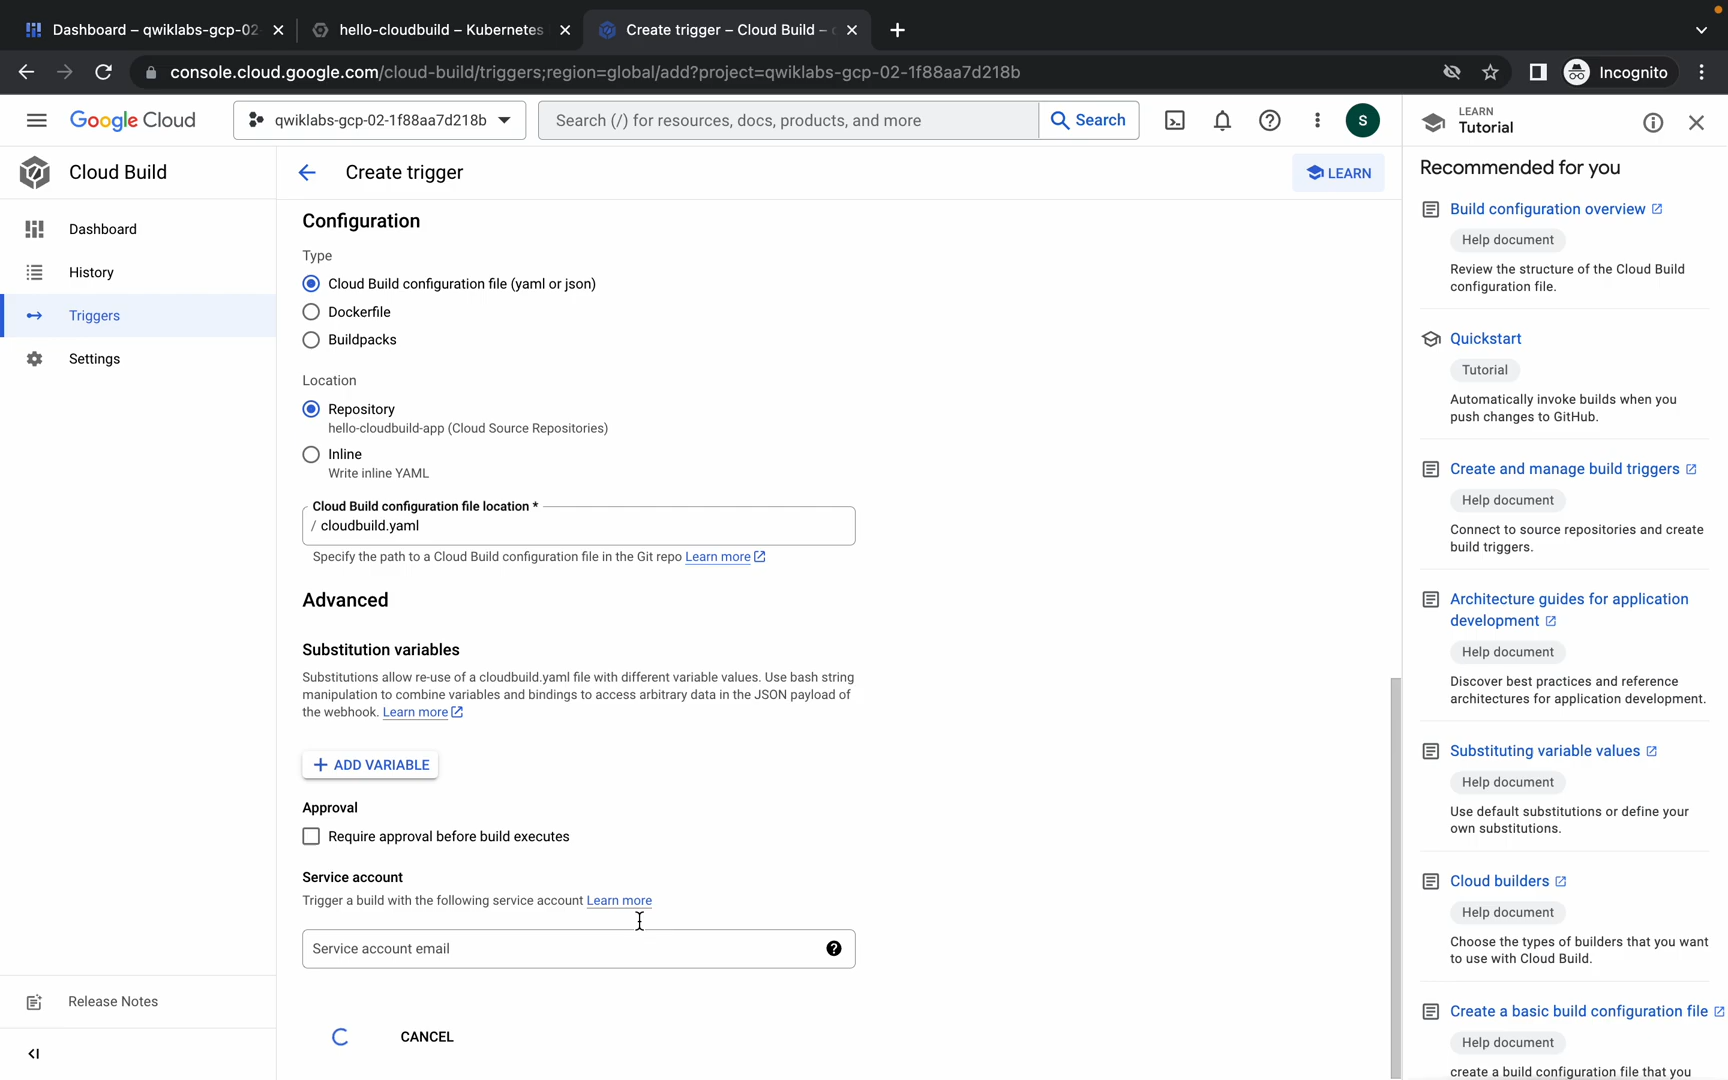 Dashboard – qwiklabs-gcp-02
hello-cloudbuild – Kubernetes
Create trigger – Cloud Build –
console.cloud.google.com/cloud-build/triggers;region=global/add?project=qwiklabs-gcp-02-1f88aa7d218b
Incognito
Google Cloud
qwiklabs-gcp-02-1f88aa7d218b
Search (/) for resources, docs, products, and more
Search
S
LEARN
Tutorial
Cloud Build
Dashboard
History
Triggers
Settings
Release Notes
Create trigger
LEARN
Configuration
Type
Cloud Build configuration file (yaml or json)
Dockerfile
Buildpacks
Location
Repository
hello-cloudbuild-app (Cloud Source Repositories)
Inline
Write inline YAML
Cloud Build configuration file location *
/ cloudbuild.yaml
Specify the path to a Cloud Build configuration file in the Git repo Learn more
Advanced
Substitution variables
Substitutions allow re-use of a cloudbuild.yaml file with different variable values. Use bash string
manipulation to combine variables and bindings to access arbitrary data in the JSON payload of
the webhook. Learn more
+ ADD VARIABLE
Approval
Require approval before build executes
Service account
Trigger a build with the following service account Learn more
Service account email
CANCEL
Recommended for you
Build configuration overview
Help document
Review the structure of the Cloud Build
configuration file.
Quickstart
Tutorial
Automatically invoke builds when you
push changes to GitHub.
Create and manage build triggers
Help document
Connect to source repositories and create
build triggers.
Architecture guides for application
development
Help document
Discover best practices and reference
architectures for application development.
Substituting variable values
Help document
Use default substitutions or define your
own substitutions.
Cloud builders
Help document
Choose the types of builders that you want
to use with Cloud Build.
Create a basic build configuration file
Help document
create a build configuration file that you